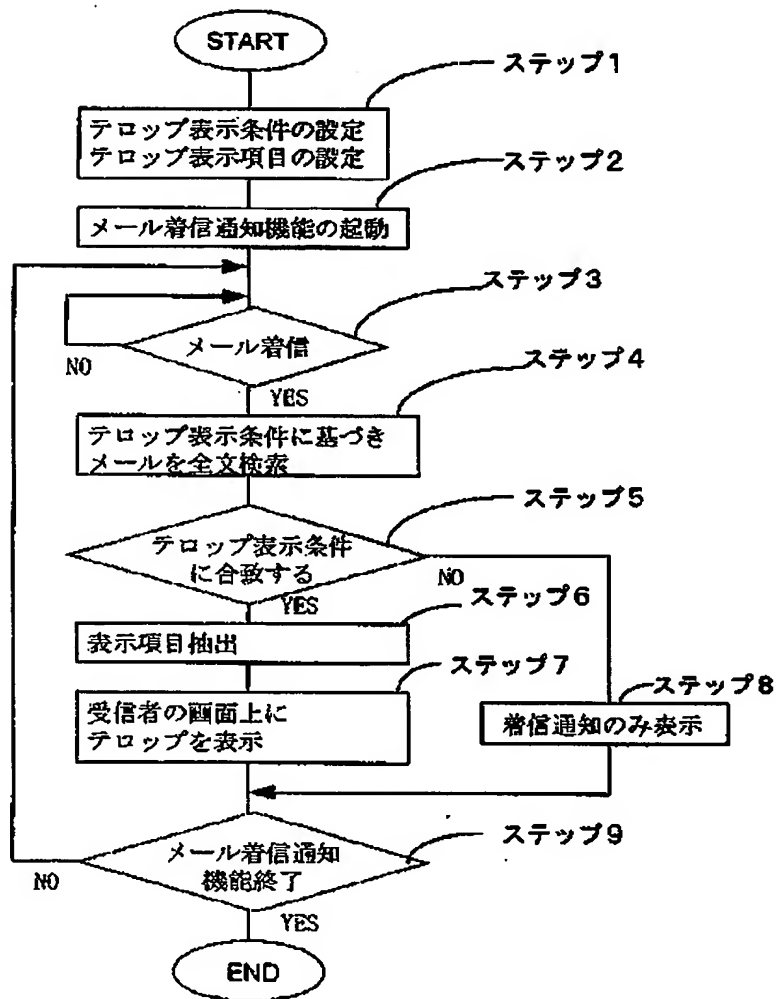 START
ステップ1
テロップ表示条件の設定
テロップ表示項目の設定
ステップ2
メール着信通知機能の起動
ステップ3
メール着信
NO
YES
ステップ4
テロップ表示条件に基づき
メールを全文検索
ステップ5
テロップ表示条件
に合致する
NO
YES
ステップ6
表示項目抽出
ステップ7
受信者の画面上に
テロップを表示
ステップ8
着信通知のみ表示
ステップ9
メール着信通知
機能終了
NO
YES
END